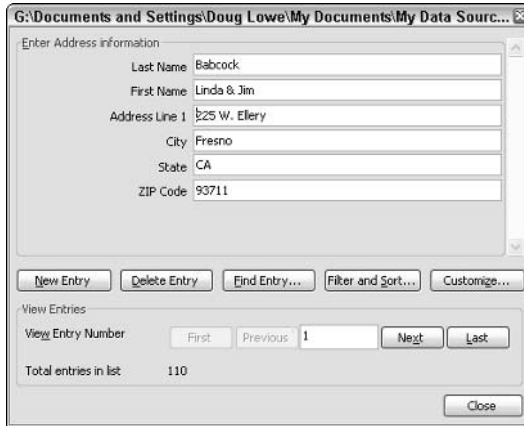 G:\Documents and Settings\Doug Lowe\My Documents\My Data Sourc...
Enter Address information
Last Name Babcock
First Name Linda & Jim
Address Line 1 225 W. Ellery
City Fresno
State CA
ZIP Code 93711
New Entry Delete Entry Find Entry... Filter and Sort... Customize...
View Entries
View Entry Number First Previous 1 Next Last
Total entries in list 110
Close